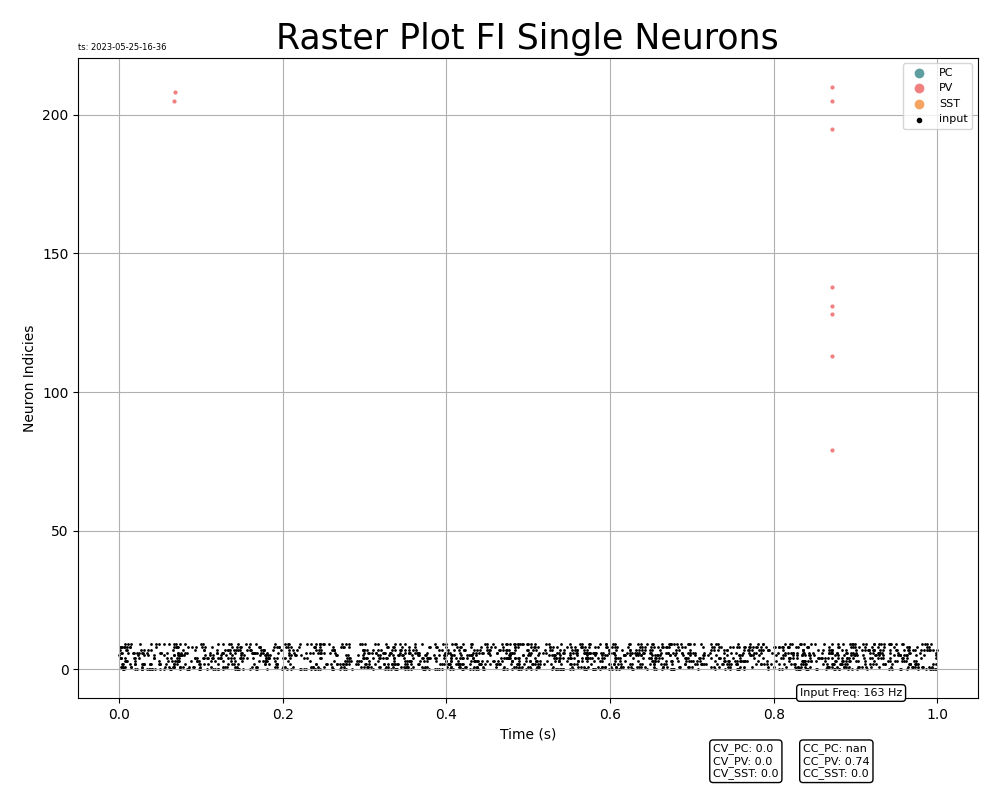 Raster Plot FI Single Neurons
ts: 2023-05-25-16-36
PC
PV
SST
input
200
150
100
50
0
Neuron Indicies
0.0 0.2 0.4 0.6 0.8 1.0
Input Freq: 163 Hz
Time (s)
CV_PC: 0.0
CV_PV: 0.0
CV_SST: 0.0
CC_PC: nan
CC_PV: 0.74
CC_SST: 0.0